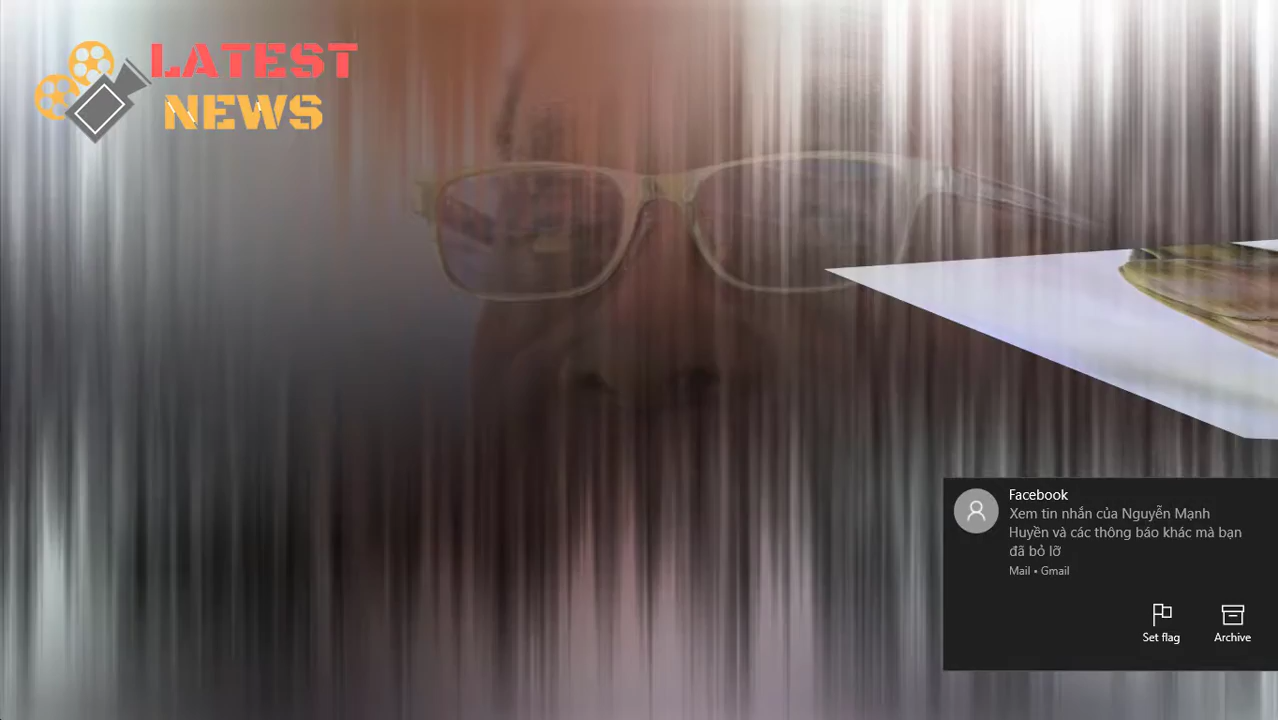 LATEST
NEWS
Facebook
Xem tin nhắn của Nguyễn Mạnh
Huyền và các thông báo khác mà bạn
đã bỏ lỡ
Mail • Gmail
Set flag
Archive